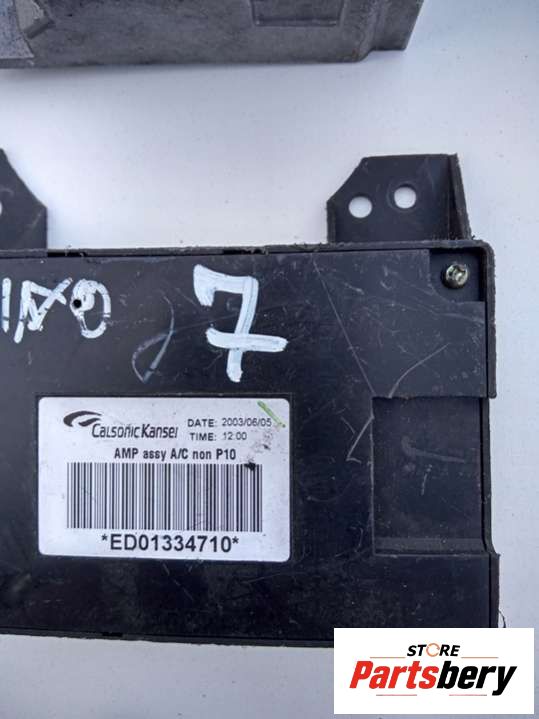 7
CalsonicKansei
DATE: 2003/06/05
TIME: 12:00
AMP assy A/C non P10
*ED01334710*
STORE
Partsbery